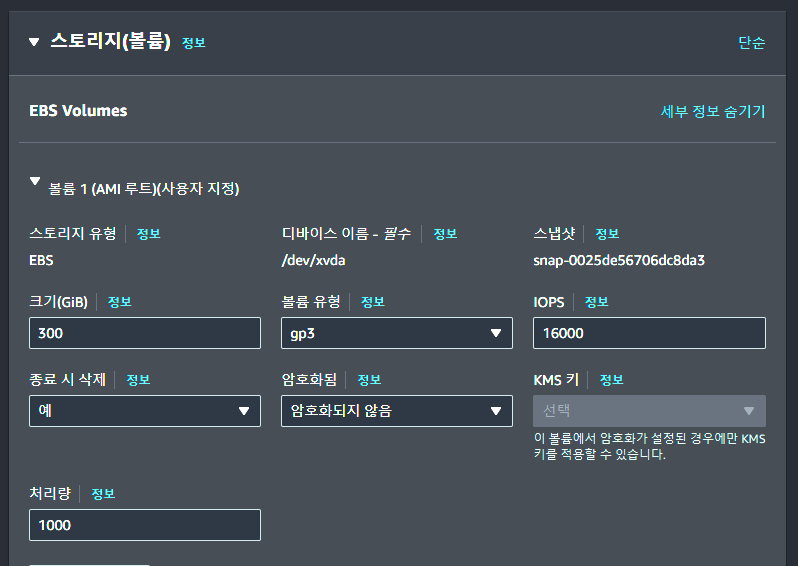 스토리지(볼륨) 정보 단순
EBS Volumes 세부 정보 숨기기
볼륨 1 (AMI 루트)(사용자 지정)
스토리지 유형 정보 디바이스 이름 - 필수 정보 스냅샷 정보
EBS /dev/xvda snap-0025de56706dc8da3
크기(GiB) 정보 볼륨 유형 정보 IOPS 정보
300 gp3 16000
종료 시 삭제 정보 암호화됨 정보 KMS 키 정보
예 암호화되지 않음 선택
이 볼륨에서 암호화가 설정된 경우에만 KMS
키를 적용할 수 있습니다.
처리량 정보
1000